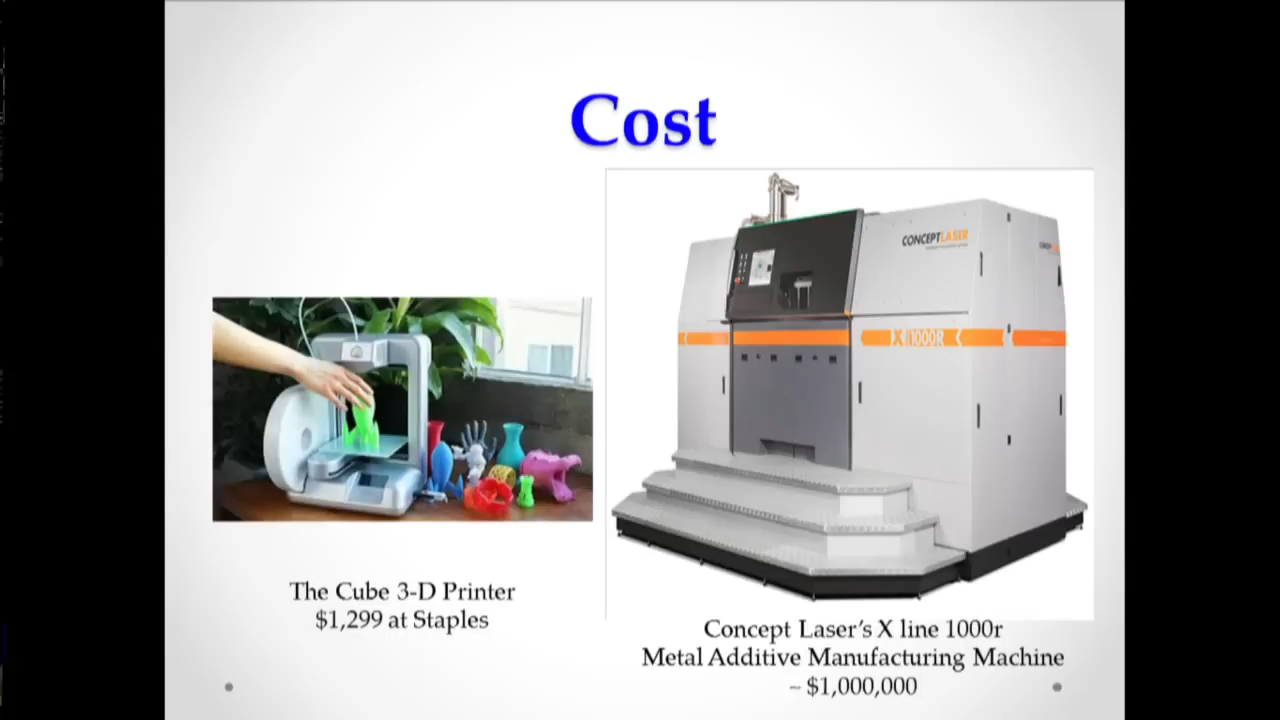 Cost
CONCEPTLASER
X 1000R
The Cube 3-D Printer
$1,299 at Staples
Concept Laser's X line 1000r
Metal Additive Manufacturing Machine
~ $1,000,000